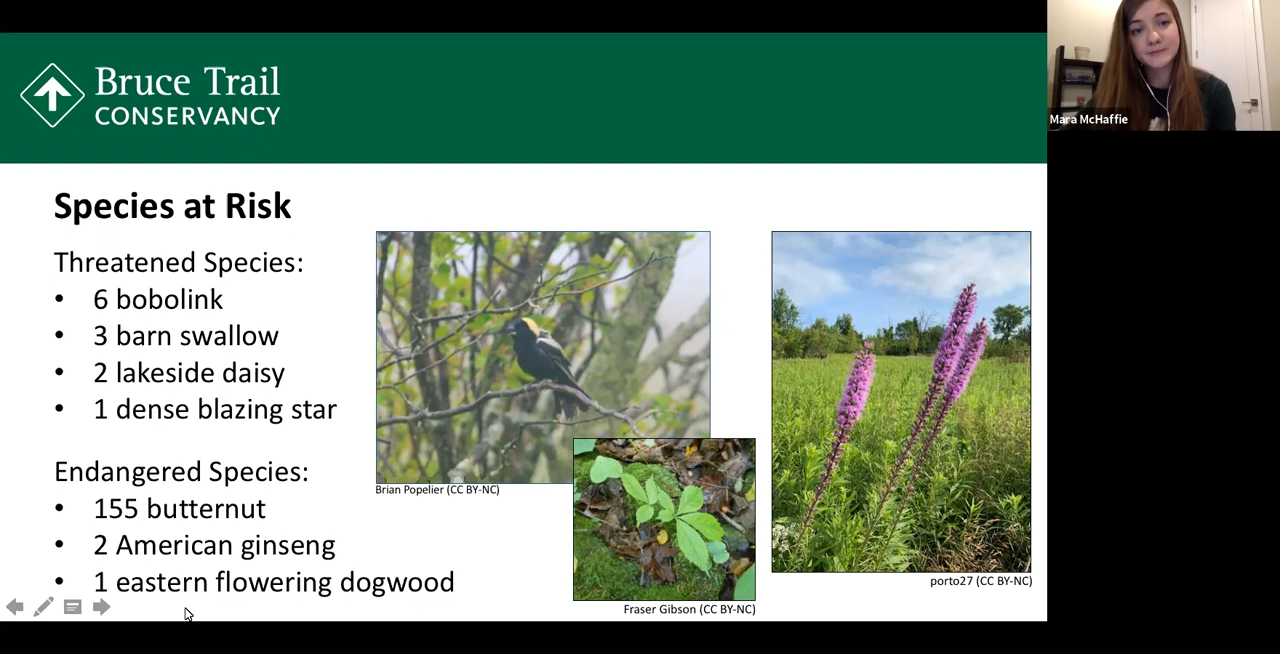 Bruce Trail
CONSERVANCY
Mara McHaffie
Species at Risk
Threatened Species:
• 6 bobolink
• 3 barn swallow
• 2 lakeside daisy
• 1 dense blazing star
Endangered Species:
• 155 butternut
• 2 American ginseng
• 1 eastern flowering dogwood
Brian Popelier (CC BY-NC)
Fraser Gibson (CC BY-NC)
porto27 (CC BY-NC)